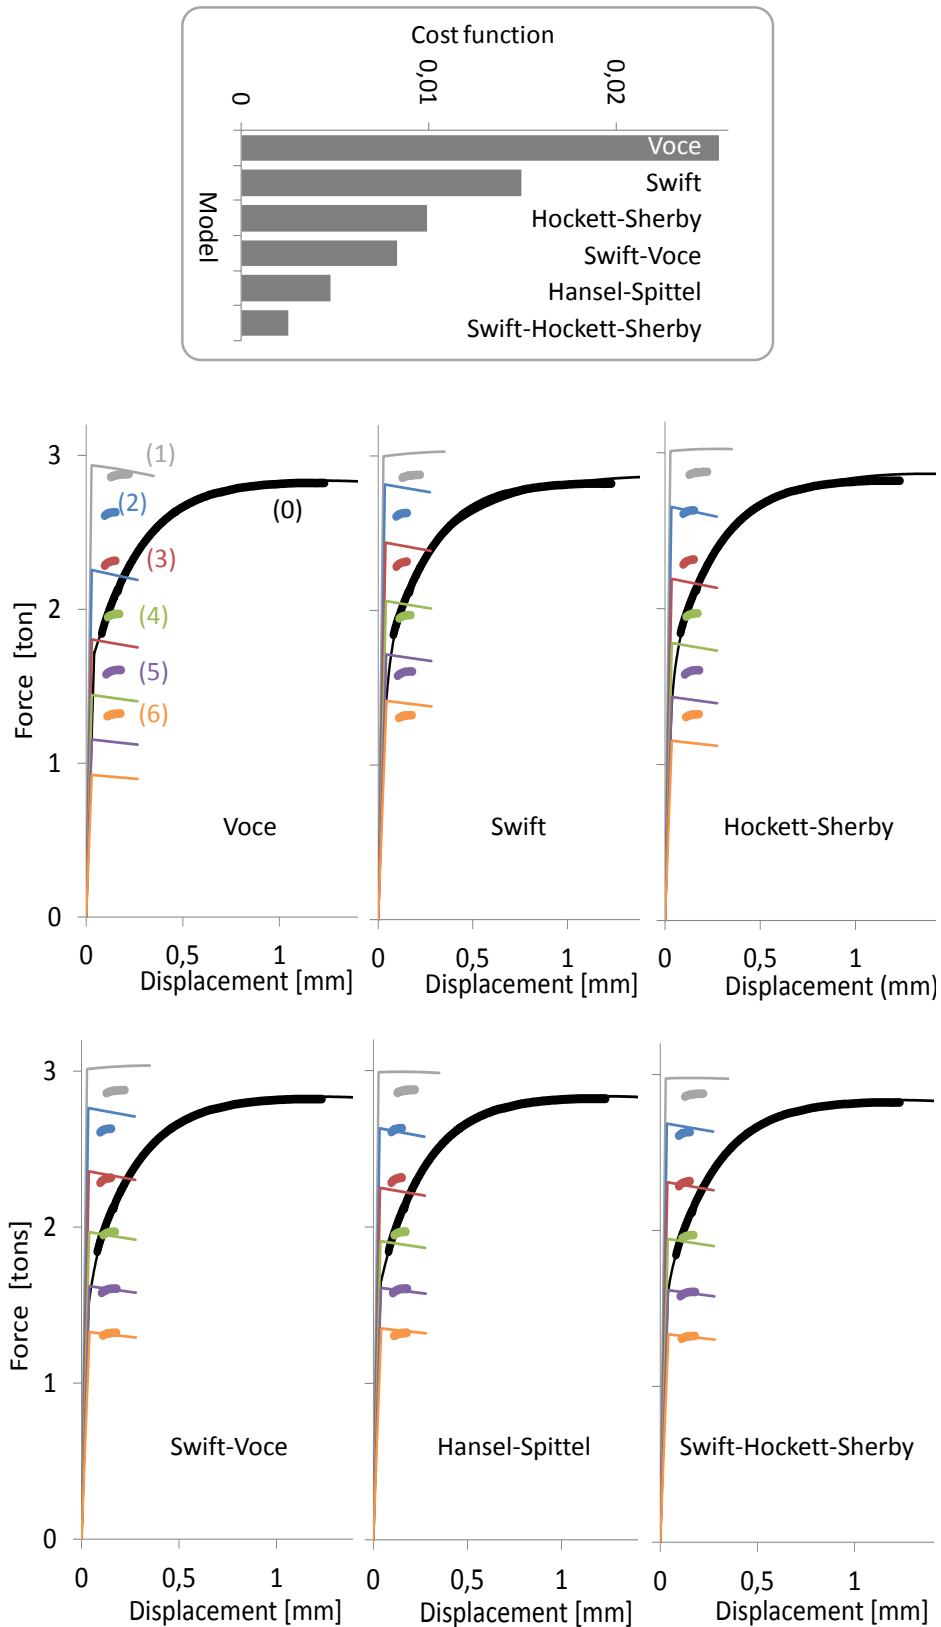 Cost function
0
0,01
0,02
Model
Voce
Swift
Hockett-Sherby
Swift-Voce
Hansel-Spittel
Swift-Hockett-Sherby
Force [ton]
3
2
1
0
(1)
(2)
(0)
(3)
(4)
(5)
(6)
Voce
0 0,5 1
Displacement [mm]
Swift
0 0,5 1
Displacement [mm]
Hockett-Sherby
0 0,5 1
Displacement (mm)
Force [tons]
3
2
1
0
Swift-Voce
0 0,5 1
Displacement [mm]
Hansel-Spittel
0 0,5 1
Displacement [mm]
Swift-Hockett-Sherby
0 0,5 1
Displacement [mm]